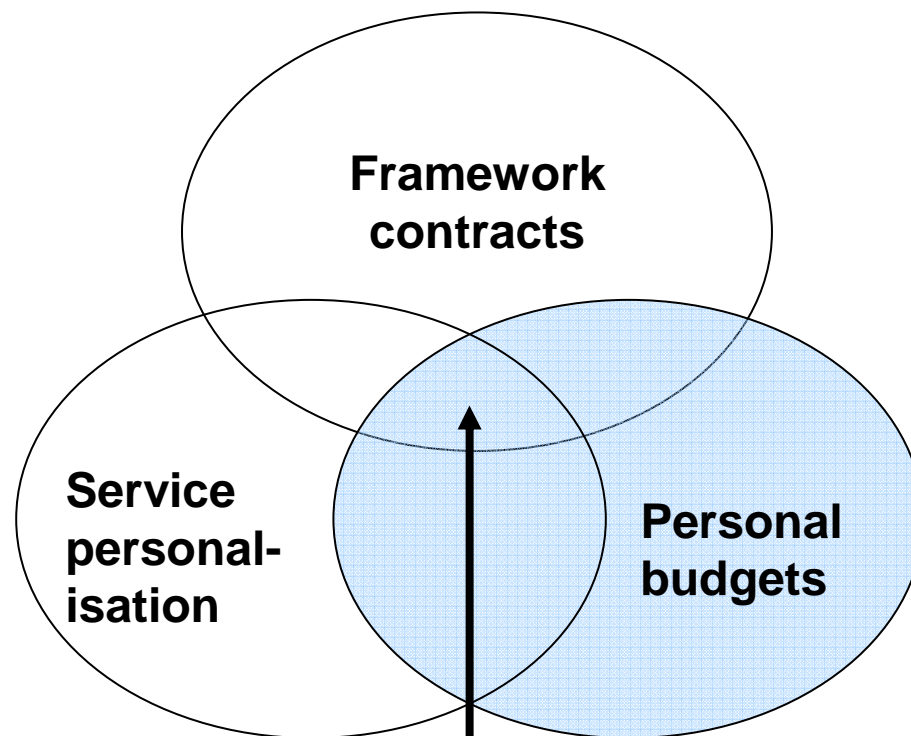 Framework
contracts
Service
personal-
isation
Personal
budgets